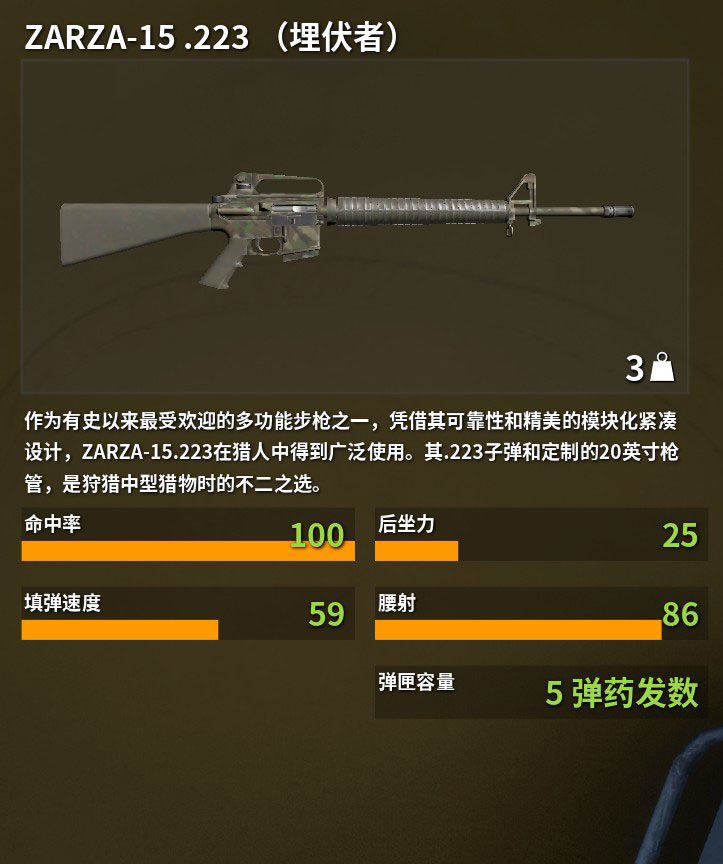 ZARZA-15 .223 （埋伏者）
3
作为有史以来最受欢迎的多功能步枪之一，凭借其可靠性和精美的模块化紧凑
设计，ZARZA-15.223在猎人中得到广泛使用。其.223子弹和定制的20英寸枪
管，是狩猎中型猎物时的不二之选。
命中率 100
后坐力 25
填弹速度 59
腰射 86
弹匣容量 5 弹药发数